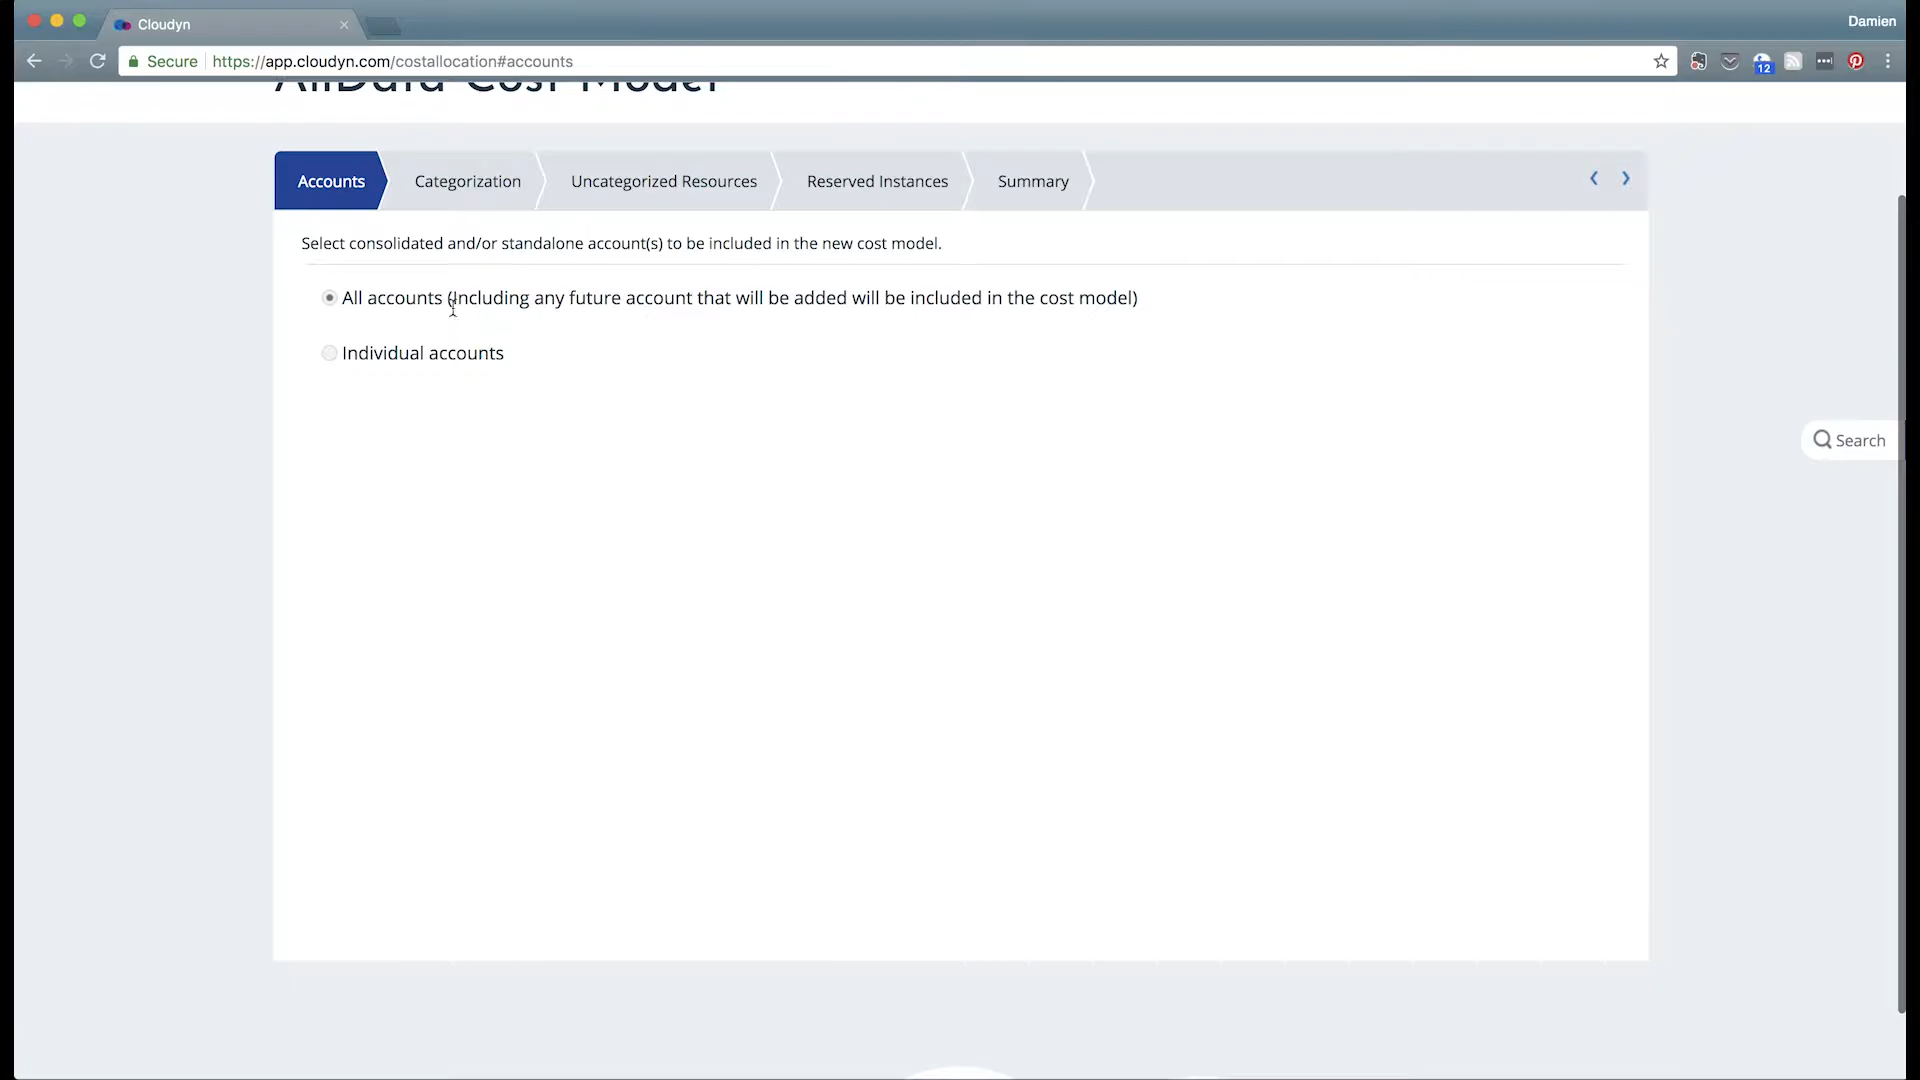 Cloudyn
Damien
Secure https://app.cloudyn.com/costallocation#accounts
12
Cost Model
Accounts
Categorization
Uncategorized Resources
Reserved Instances
Summary
Select consolidated and/or standalone account(s) to be included in the new cost model.
All accounts (Including any future account that will be added will be included in the cost model)
Individual accounts
Search